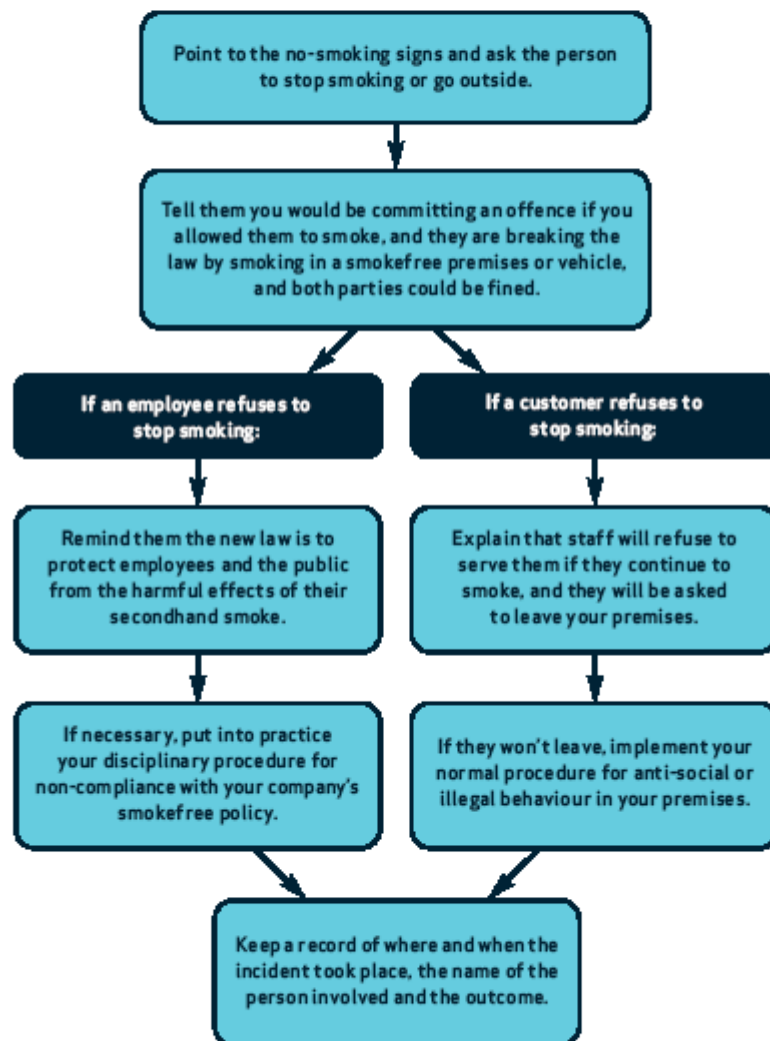 Point to the no-smoking signs and ask the person
to stop smoking or go outside.
Tell them you would be committing an offence if you
allowed them to smoke, and they are breaking the
law by smoking in a smokefree premises or vehicle,
and both parties could be fined.
If an employee refuses to
stop smoking:
If a customer refuses to
stop smoking:
Remind them the new law is to
protect employees and the public
from the harmful effects of their
secondhand smoke.
Explain that staff will refuse to
serve them if they continue to
smoke, and they will be asked
to leave your premises.
If necessary, put into practice
your disciplinary procedure for
non-compliance with your company's
smokefree policy.
If they won't leave, implement your
normal procedure for anti-social or
illegal behaviour in your premises.
Keep a record of where and when the
incident took place, the name of the
person involved and the outcome.